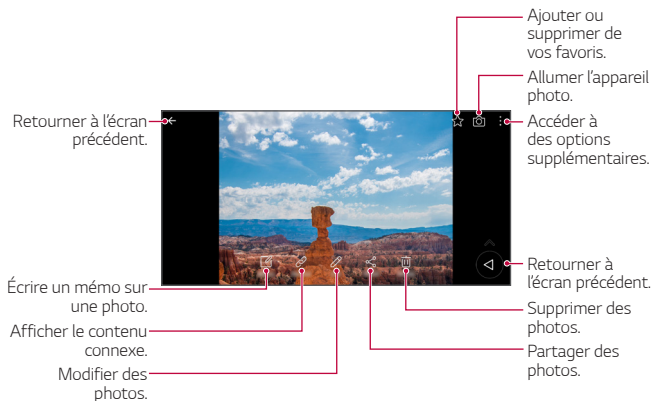 Ajouter ou
supprimer de
vos favoris.
Allumer l'appareil
photo.
Retourner à l'écran
précédent.
Accéder à
des options
supplémentaires.
Écrire un mémo sur
une photo.
Afficher le contenu
connexe.
Modifier des
photos.
Retourner à
l'écran précédent.
Supprimer des
photos.
Partager des
photos.